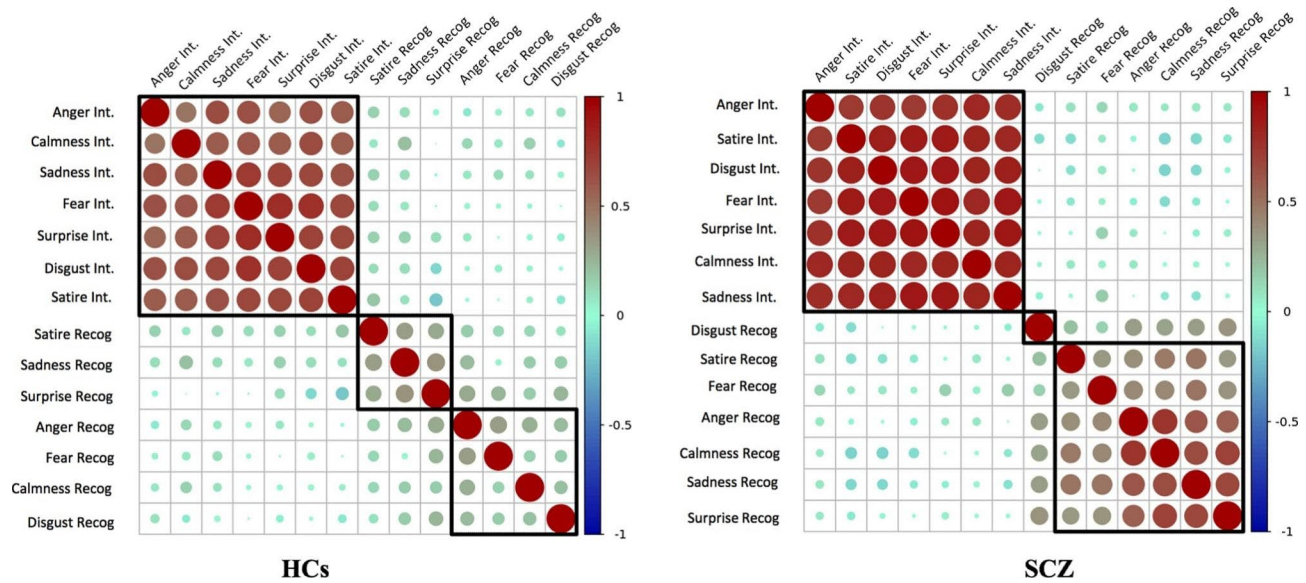 Anger Int.
Calmness Int.
Sadness Int.
Fear Int.
Surprise Int.
Disgust Int.
Satire Int.
Satire Recog
Sadness Recog
Surprise Recog
Anger Recog
Fear Recog
Calmness Recog
Disgust Recog
Anger Int.
Calmness Int.
Sadness Int.
Fear Int.
Surprise Int.
Disgust Int.
Satire Int.
Satire Recog
Sadness Recog
Surprise Recog
Anger Recog
Fear Recog
Calmness Recog
Disgust Recog
1
0.5
0
-0.5
-1
HCs
Anger Int.
Satire Int.
Disgust Int.
Fear Int.
Surprise Int.
Calmness Int.
Sadness Int.
Disgust Recog
Satire Recog
Fear Recog
Anger Recog
Calmness Recog
Sadness Recog
Surprise Recog
Anger Int.
Satire Int.
Disgust Int.
Fear Int.
Surprise Int.
Calmness Int.
Sadness Int.
Disgust Recog
Satire Recog
Fear Recog
Anger Recog
Calmness Recog
Sadness Recog
Surprise Recog
1
0.5
0
-0.5
-1
SCZ